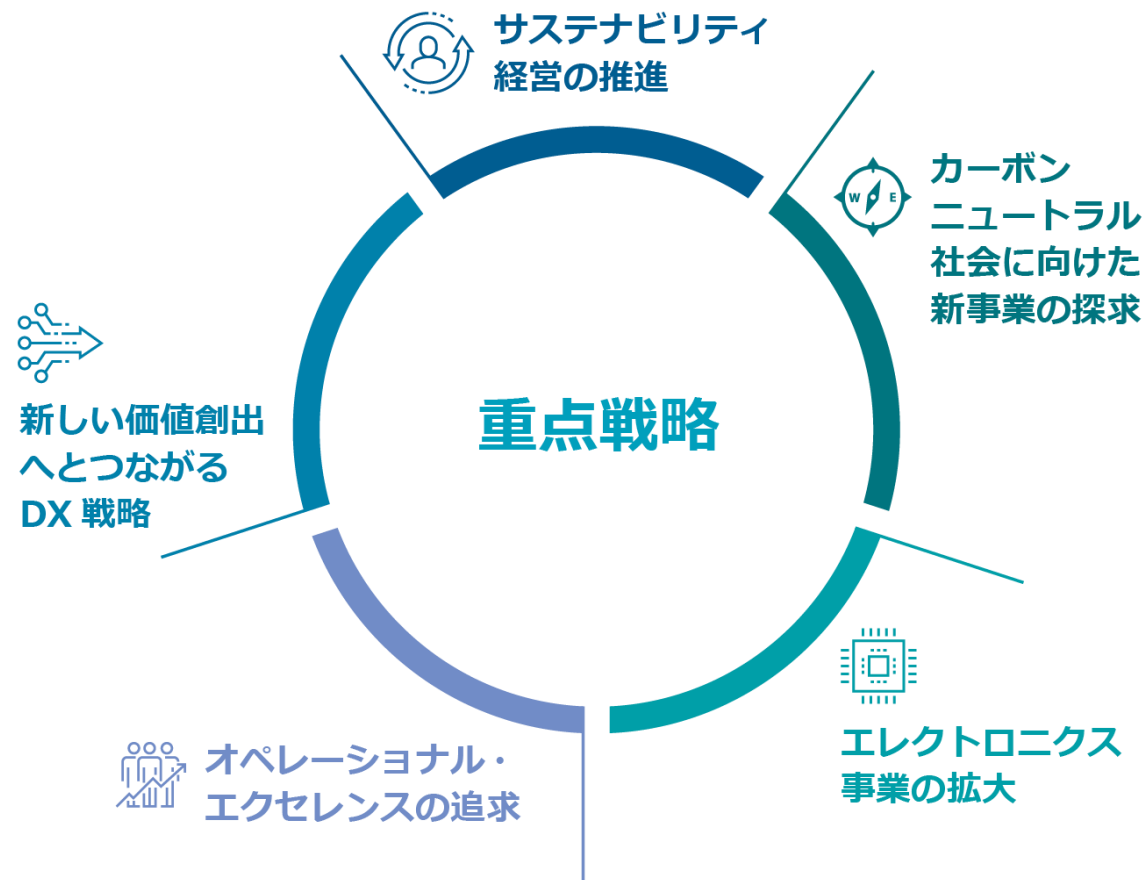 サステナビリティ
経営の推進
カーボン
ニュートラル
社会に向けた
新事業の探求
W E
重点戦略
新しい価値創出
へとつながる
DX 戦略
エレクトロニクス
事業の拡大
オペレーショナル・
エクセレンスの追求